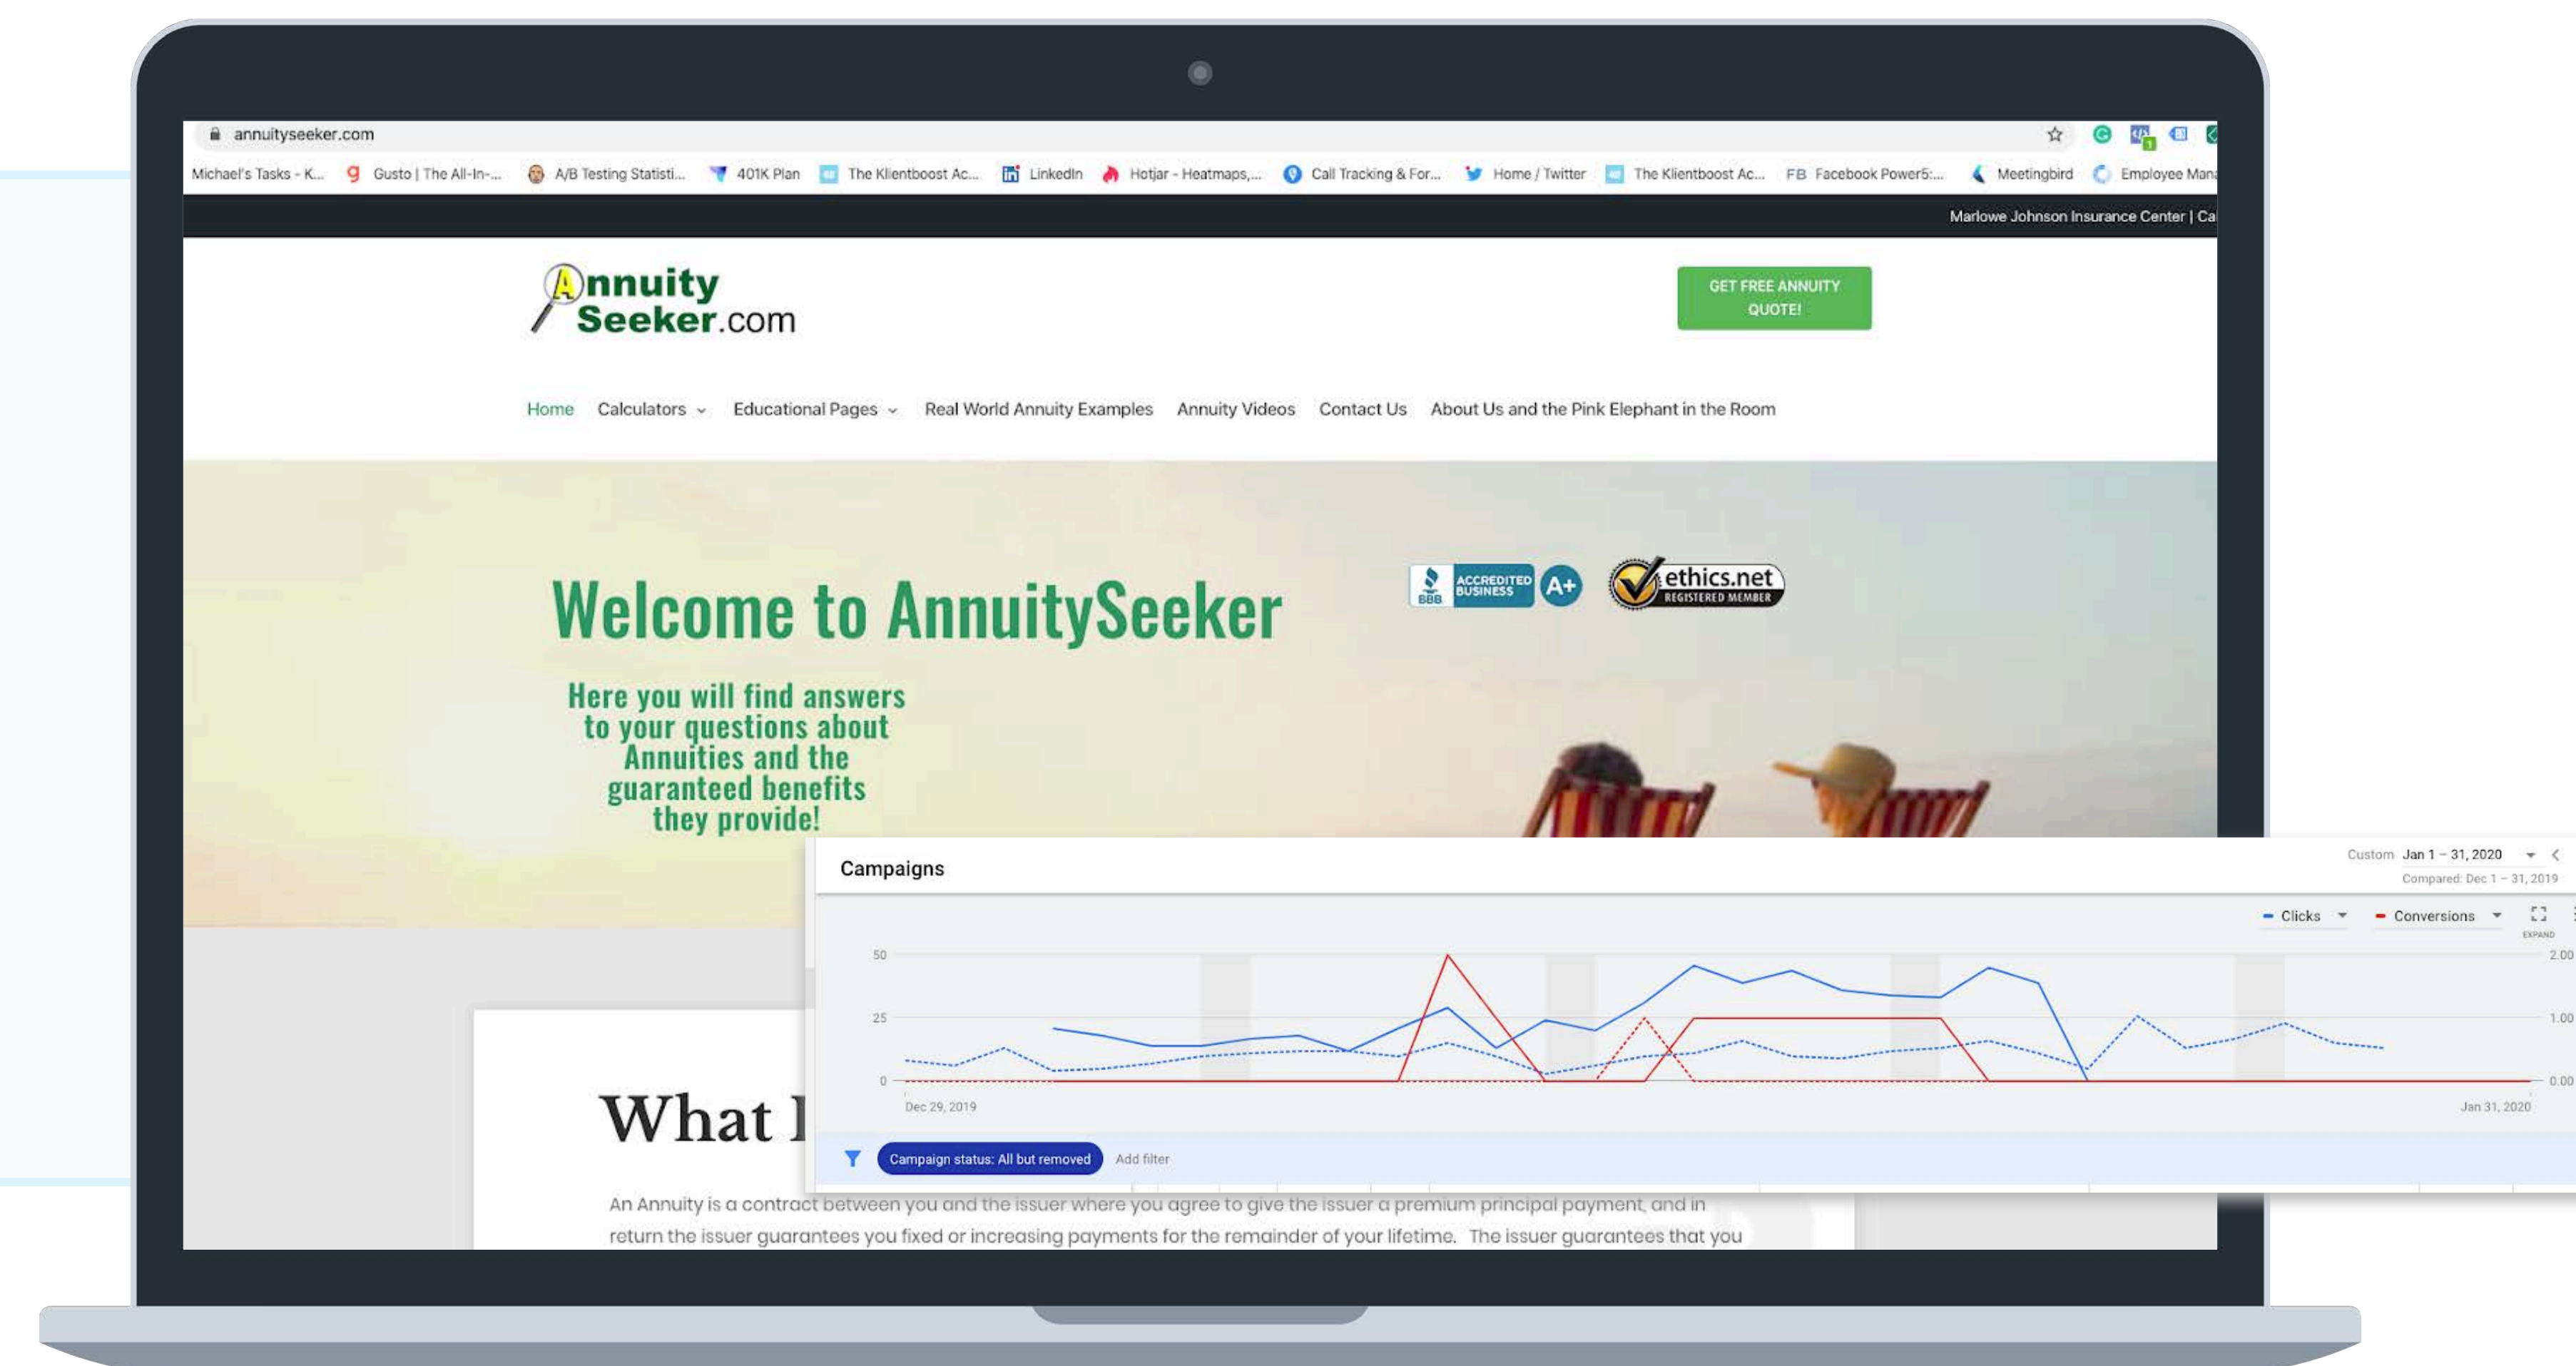 annuityseeker.com
Michael's Tasks - K... Gusto | The All-In-... A/B Testing Statisti... 401K Plan The Klientboost Ac... LinkedIn Hotjar - Heatmaps,... Call Tracking & For... Home / Twitter The Klientboost Ac... FB Facebook Power5:... Meetingbird Employee Mana
Marlowe Johnson Insurance Center | Ca
Annuity
Seeker.com
GET FREE ANNUITY
QUOTE!
Home Calculators Educational Pages Real World Annuity Examples Annuity Videos Contact Us About Us and the Pink Elephant in the Room
Welcome to AnnuitySeeker
BBB ACCREDITED BUSINESS A+
ethics.net
REGISTERED MEMBER
Here you will find answers
to your questions about
Annuities and the
guaranteed benefits
they provide!
Campaigns
Custom Jan 1 – 31, 2020
Compared: Dec 1 – 31, 2019
Clicks Conversions
EXPAND
50 2.00
25 1.00
0 0.00
Dec 29, 2019 Jan 31, 2020
Campaign status: All but removed Add filter
What
An Annuity is a contract between you and the issuer where you agree to give the issuer a premium principal payment, and in
return the issuer guarantees you fixed or increasing payments for the remainder of your lifetime. The issuer guarantees that you